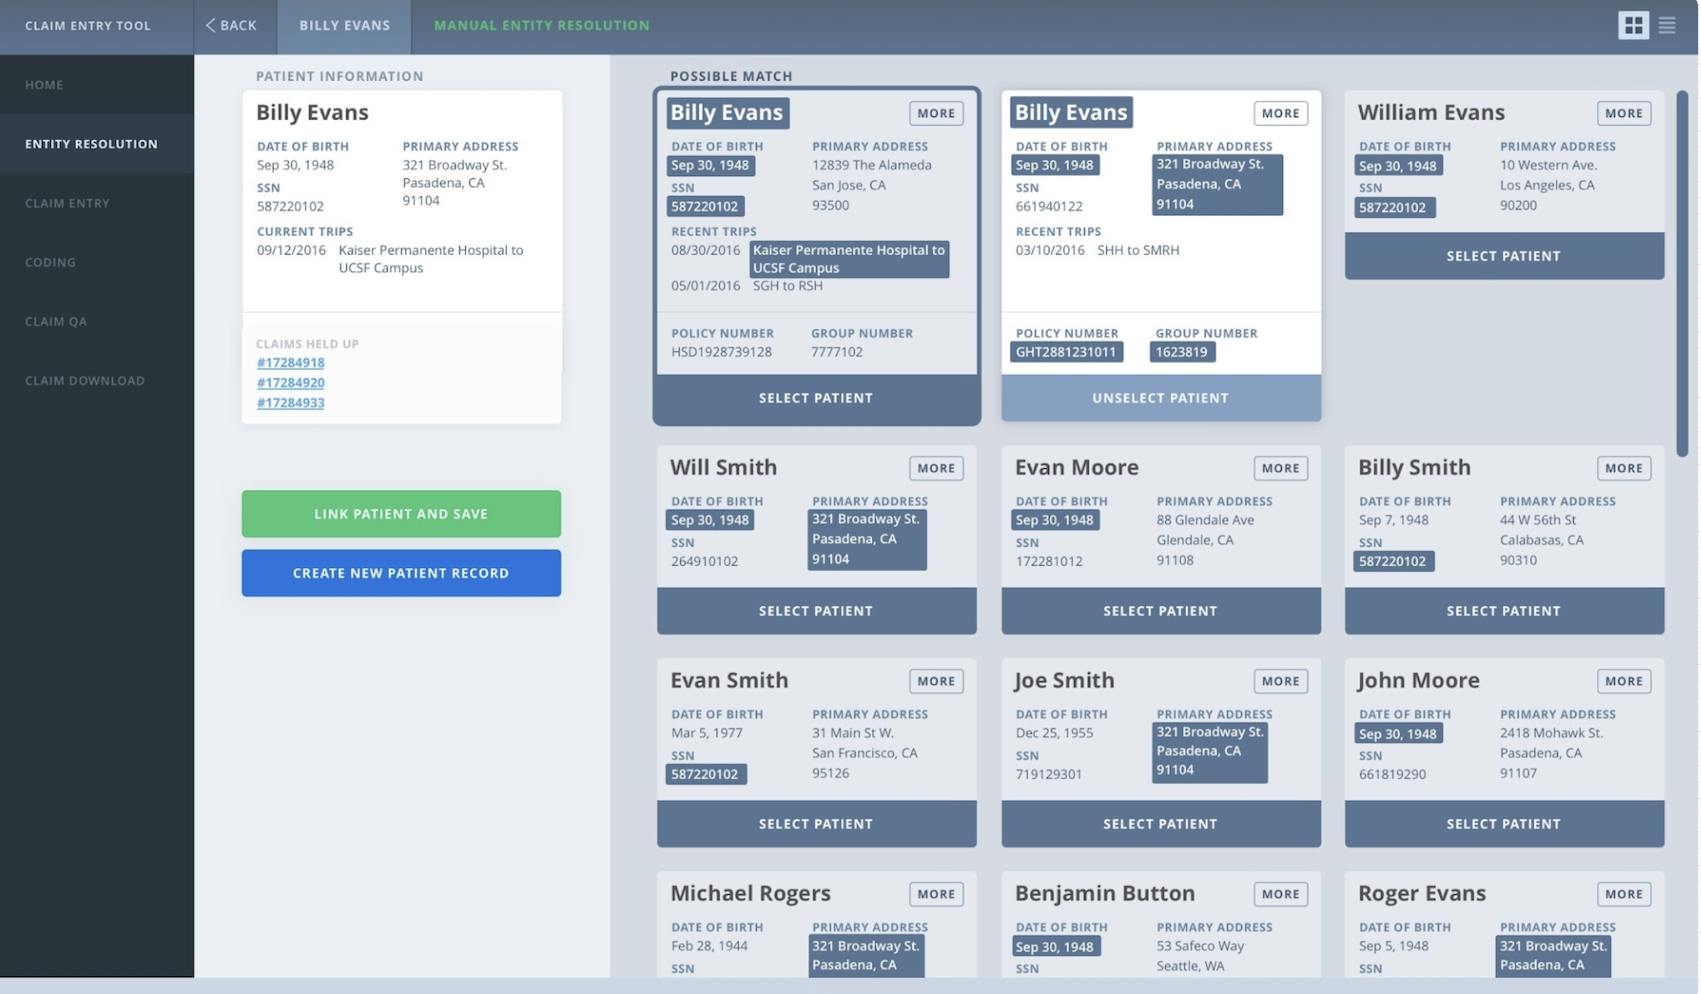 CLAIM ENTRY TOOL
BACK
BILLY EVANS
MANUAL ENTITY RESOLUTION
HOME
ENTITY RESOLUTION
CLAIM ENTRY
CODING
CLAIM QA
CLAIM DOWNLOAD
PATIENT INFORMATION
Billy Evans
DATE OF BIRTH
Sep 30, 1948
SSN
587220102
PRIMARY ADDRESS
321 Broadway St.
Pasadena, CA
91104
CURRENT TRIPS
09/12/2016 Kaiser Permanente Hospital to
UCSF Campus
CLAIMS HELD UP
#17284918
#17284920
#17284933
LINK PATIENT AND SAVE
CREATE NEW PATIENT RECORD
POSSIBLE MATCH
Billy Evans
MORE
DATE OF BIRTH
Sep 30, 1948
SSN
587220102
PRIMARY ADDRESS
12839 The Alameda
San Jose, CA
93500
RECENT TRIPS
08/30/2016 Kaiser Permanente Hospital to
UCSF Campus
05/01/2016 SGH to RSH
POLICY NUMBER
HSD1928739128
GROUP NUMBER
7777102
SELECT PATIENT
Billy Evans
MORE
DATE OF BIRTH
Sep 30, 1948
SSN
661940122
PRIMARY ADDRESS
321 Broadway St.
Pasadena, CA
91104
RECENT TRIPS
03/10/2016 SHH to SMRH
POLICY NUMBER
GHT2881231011
GROUP NUMBER
1623819
UNSELECT PATIENT
William Evans
MORE
DATE OF BIRTH
Sep 30, 1948
SSN
587220102
PRIMARY ADDRESS
10 Western Ave.
Los Angeles, CA
90200
SELECT PATIENT
Will Smith
MORE
DATE OF BIRTH
Sep 30, 1948
SSN
264910102
PRIMARY ADDRESS
321 Broadway St.
Pasadena, CA
91104
SELECT PATIENT
Evan Moore
MORE
DATE OF BIRTH
Sep 30, 1948
SSN
172281012
PRIMARY ADDRESS
88 Glendale Ave
Glendale, CA
91108
SELECT PATIENT
Billy Smith
MORE
DATE OF BIRTH
Sep 7, 1948
SSN
587220102
PRIMARY ADDRESS
44 W 56th St
Calabasas, CA
90310
SELECT PATIENT
Evan Smith
MORE
DATE OF BIRTH
Mar 5, 1977
SSN
587220102
PRIMARY ADDRESS
31 Main St W.
San Francisco, CA
95126
SELECT PATIENT
Joe Smith
MORE
DATE OF BIRTH
Dec 25, 1955
SSN
719129301
PRIMARY ADDRESS
321 Broadway St.
Pasadena, CA
91104
SELECT PATIENT
John Moore
MORE
DATE OF BIRTH
Sep 30, 1948
SSN
661819290
PRIMARY ADDRESS
2418 Mohawk St.
Pasadena, CA
91107
SELECT PATIENT
Michael Rogers
MORE
DATE OF BIRTH
Feb 28, 1944
SSN
PRIMARY ADDRESS
321 Broadway St.
Pasadena, CA
Benjamin Button
MORE
DATE OF BIRTH
Sep 30, 1948
SSN
PRIMARY ADDRESS
53 Safeco Way
Seattle, WA
Roger Evans
MORE
DATE OF BIRTH
Sep 5, 1948
SSN
PRIMARY ADDRESS
321 Broadway St.
Pasadena, CA